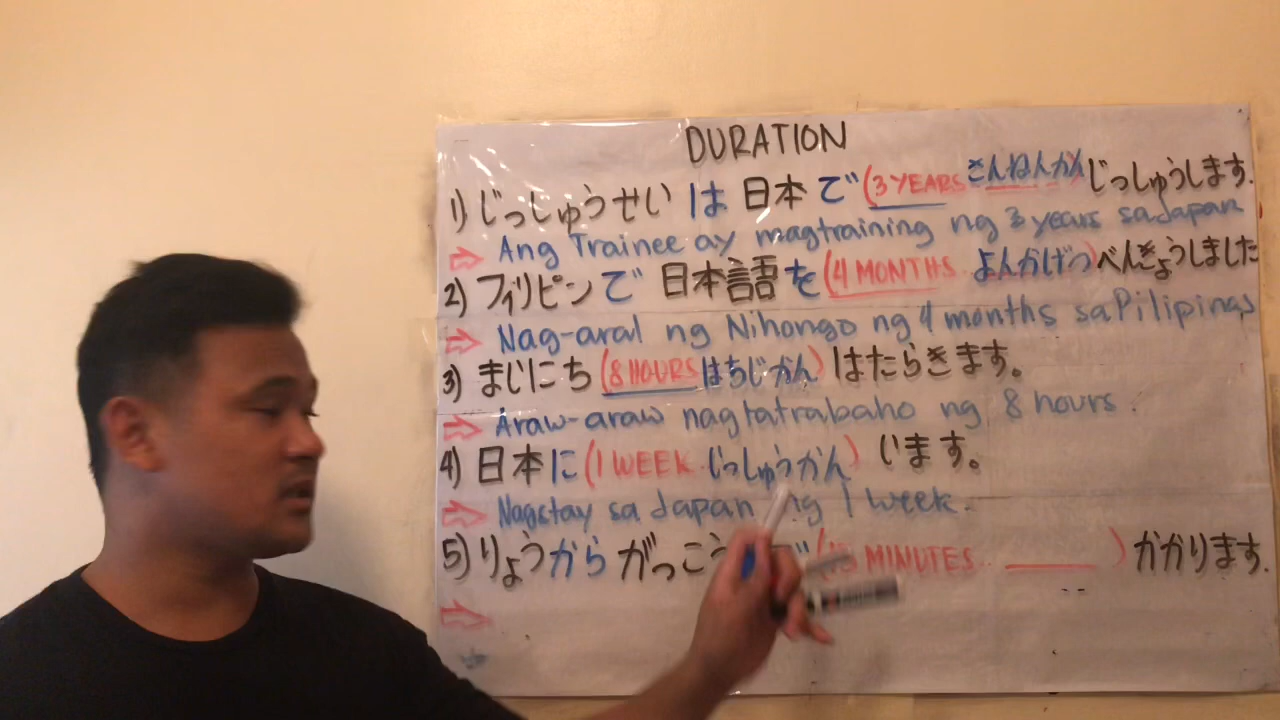 DURATION
1) じっしゅうせい は 日本 で (3 YEARS さんねんかん) じっしゅうします.
⇒ Ang Trainee ay magtraining ng 3 years sa Japan
2) フィリピン で 日本語 を (4 MONTHS よんかげつ) べんきょうしました
⇒ Nag-aral ng Nihongo ng 4 months sa Pilipinas
3) まいにち (8 HOURS はちじかん) はたらきます。
⇒ Araw-araw nagtatrabaho ng 8 hours.
4) 日本 に (1 WEEK いっしゅうかん) います。
⇒ Nagstay sa Japan ng 1 week.
5) りょう から がっこう で (MINUTES ______) かかります.
⇒